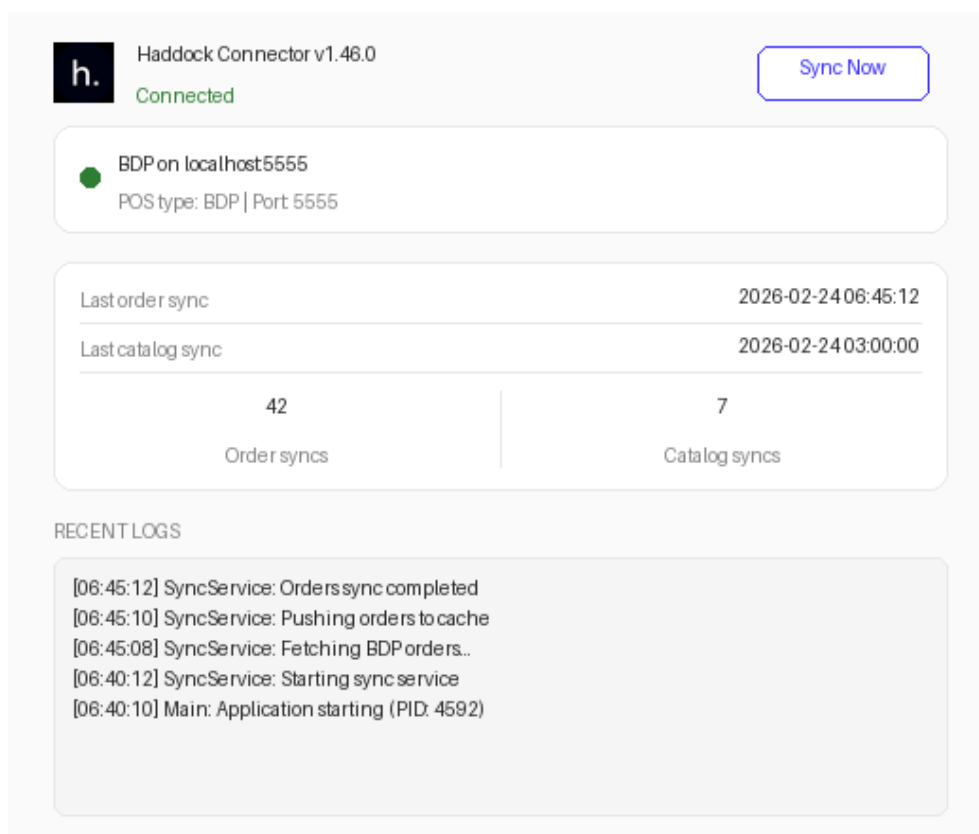 h.
Haddock Connector v1.46.0
Connected
Sync Now
BDP on localhost:5555
POS type: BDP | Port: 5555
Last order sync
2026-02-24 06:45:12
Last catalog sync
2026-02-24 03:00:00
42
Order syncs
7
Catalog syncs
RECENT LOGS
[06:45:12] SyncService: Orders sync completed
[06:45:10] SyncService: Pushing orders to cache
[06:45:08] SyncService: Fetching BDP orders...
[06:40:12] SyncService: Starting sync service
[06:40:10] Main: Application starting (PID: 4592)